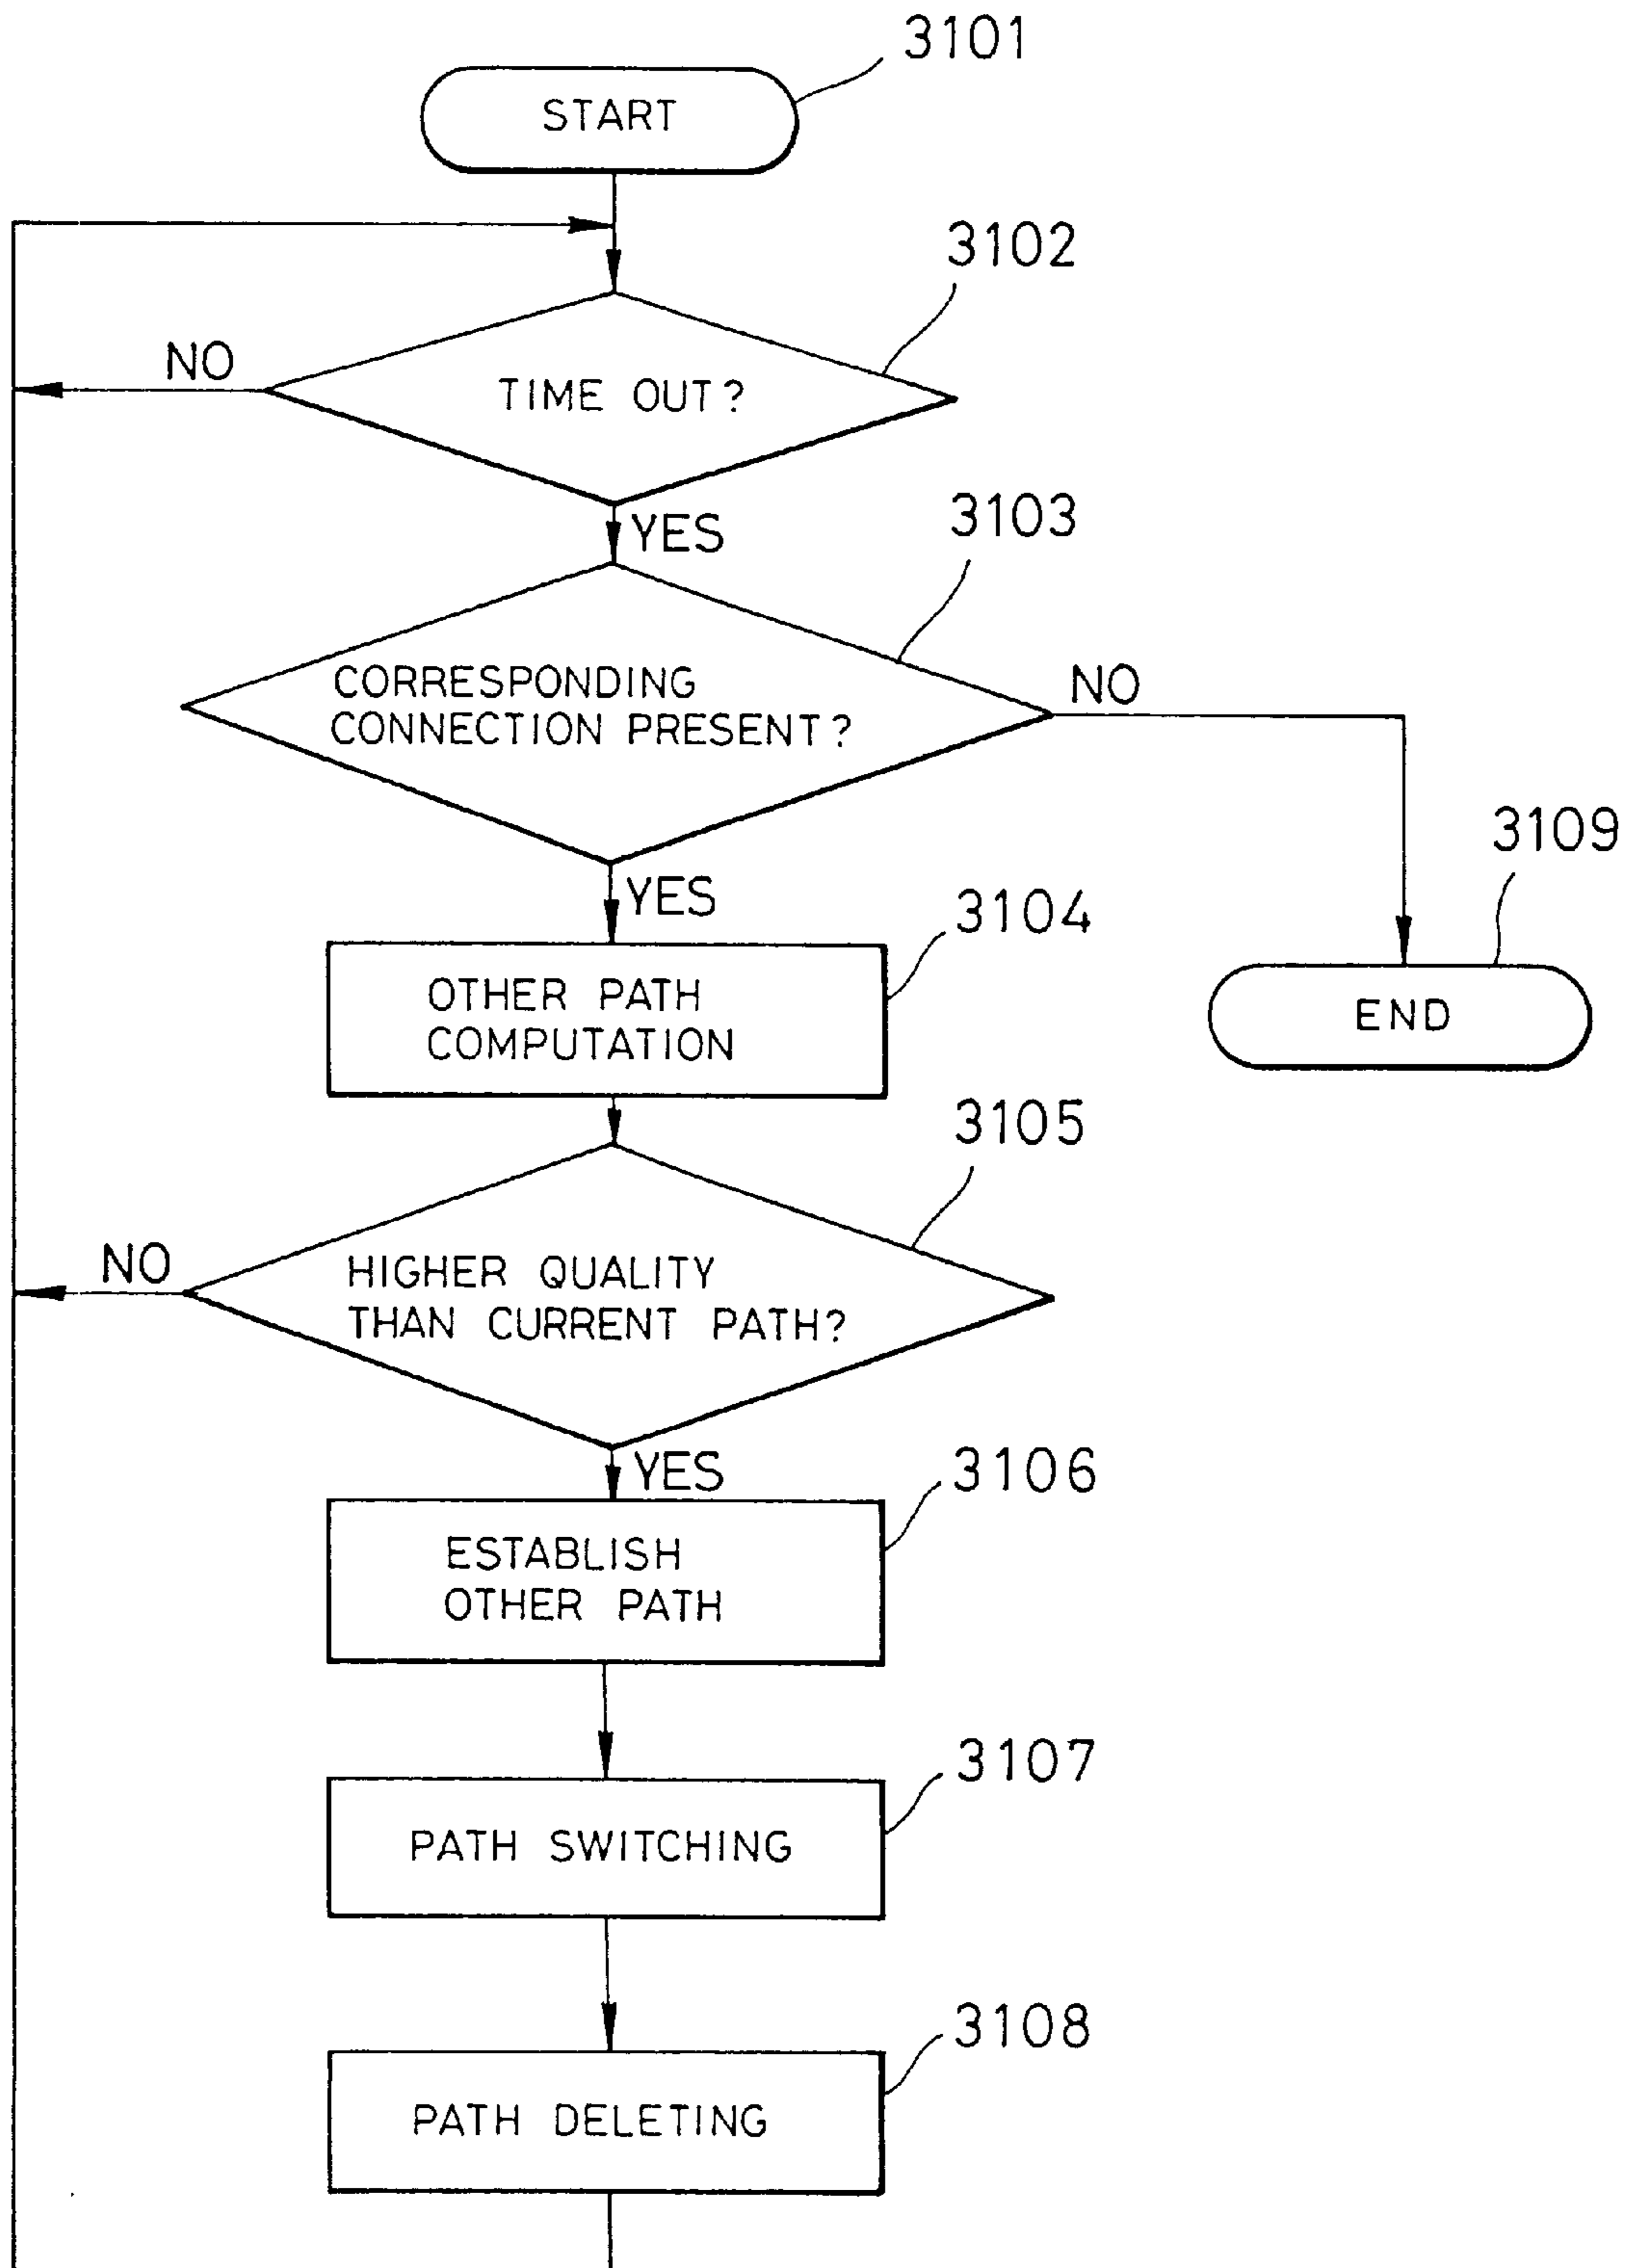 3101
START
3102
NO
TIME OUT?
YES
3103
CORRESPONDING
CONNECTION PRESENT?
NO
3109
YES
3104
OTHER PATH
COMPUTATION
END
3105
NO
HIGHER QUALITY
THAN CURRENT PATH?
YES
3106
ESTABLISH
OTHER PATH
3107
PATH SWITCHING
3108
PATH DELETING